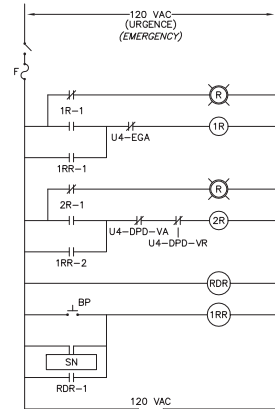 120 VAC
(URGENCE)
(EMERGENCY)
F
R
1R-1
U4-EGA
1R
1RR-1
R
2R-1
2R
U4-DPD-VA
U4-DPD-VR
1RR-2
RDR
BP
1RR
SN
RDR-1
120 VAC